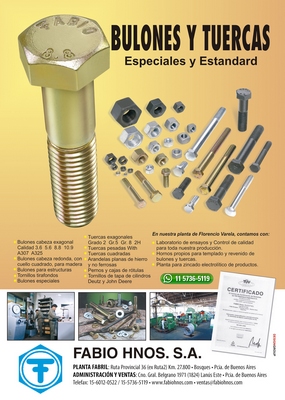 FABIO
BULONES Y TUERCAS
Especiales y Estandard
Bulones cabeza exagonal
Calidad 3.6 5.6 8.8 10.9
A307 A325
Bulones cabeza redonda, con
cuello cuadrado, para madera
Bulones para estructuras
Tornillos tirafondos
Bulones especiales
Tuercas exagonales
Grado 2 Gr.5 Gr. 8 2H
Tuercas pesadas With
Tuercas cuadradas
Arandelas planas de hierro
y no ferrosas
Pernos y cajas de rótulas
Tornillos de tapa de cilindros
Deutz y John Deere
En nuestra planta de Florencio Varela, contamos con:
Laboratorio de ensayos y Control de calidad
para toda nuestra producción.
Hornos propios para templado y revenido de
bulones y tuercas.
Planta para zincado electrolítico de productos.
11 5736-5119
CERTIFICADO
FABIO HNOS. S.A.
PLANTA FABRIL: Ruta Provincial 36 (ex Ruta2) Km. 27.800 • Bosques • Pcia. de Buenos Aires
ADMINISTRACIÓN Y VENTAS: Cno. Gral. Belgrano 1971 (1824) Lanús Este • Pcia. de Buenos Aires
Telefax: 15-6012-0522 / 15-5736-5119 • www.fabiohnos.com • ventas@fabiohnos.com